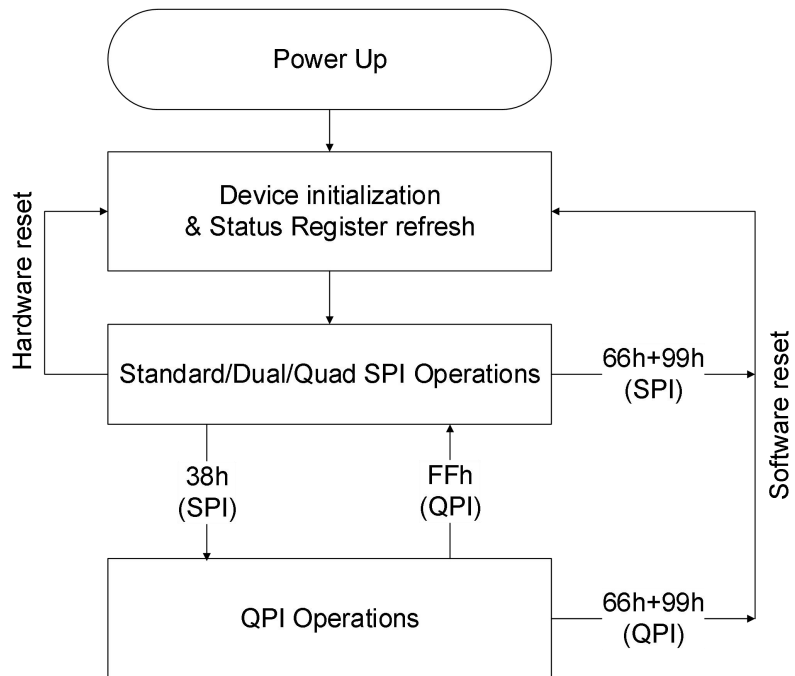 Power Up
Device initialization
& Status Register refresh
Hardware reset
Standard/Dual/Quad SPI Operations
66h+99h
(SPI)
Software reset
38h
(SPI)
FFh
(QPI)
QPI Operations
66h+99h
(QPI)